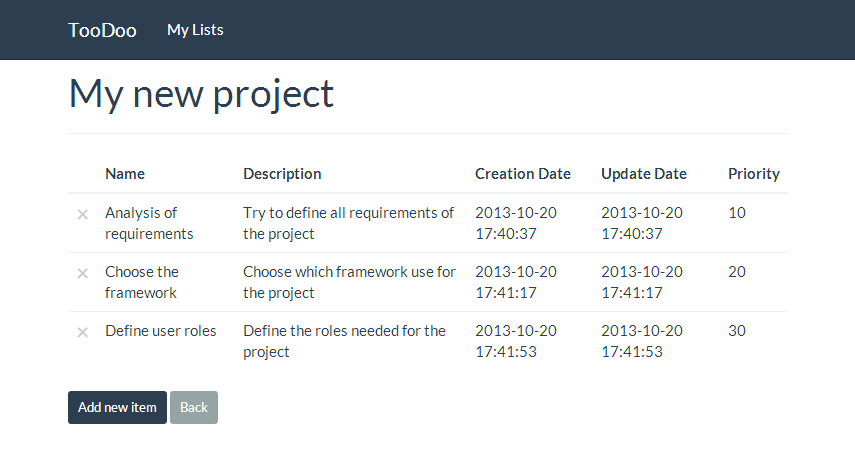 TooDoo My Lists
My new project
Name Description Creation Date Update Date Priority
× Analysis of Try to define all requirements of 2013-10-20 2013-10-20 10
requirements the project 17:40:37 17:40:37
× Choose the Choose which framework use for 2013-10-20 2013-10-20 20
framework the project 17:41:17 17:41:17
× Define user roles Define the roles needed for the 2013-10-20 2013-10-20 30
project 17:41:53 17:41:53
Add new item Back